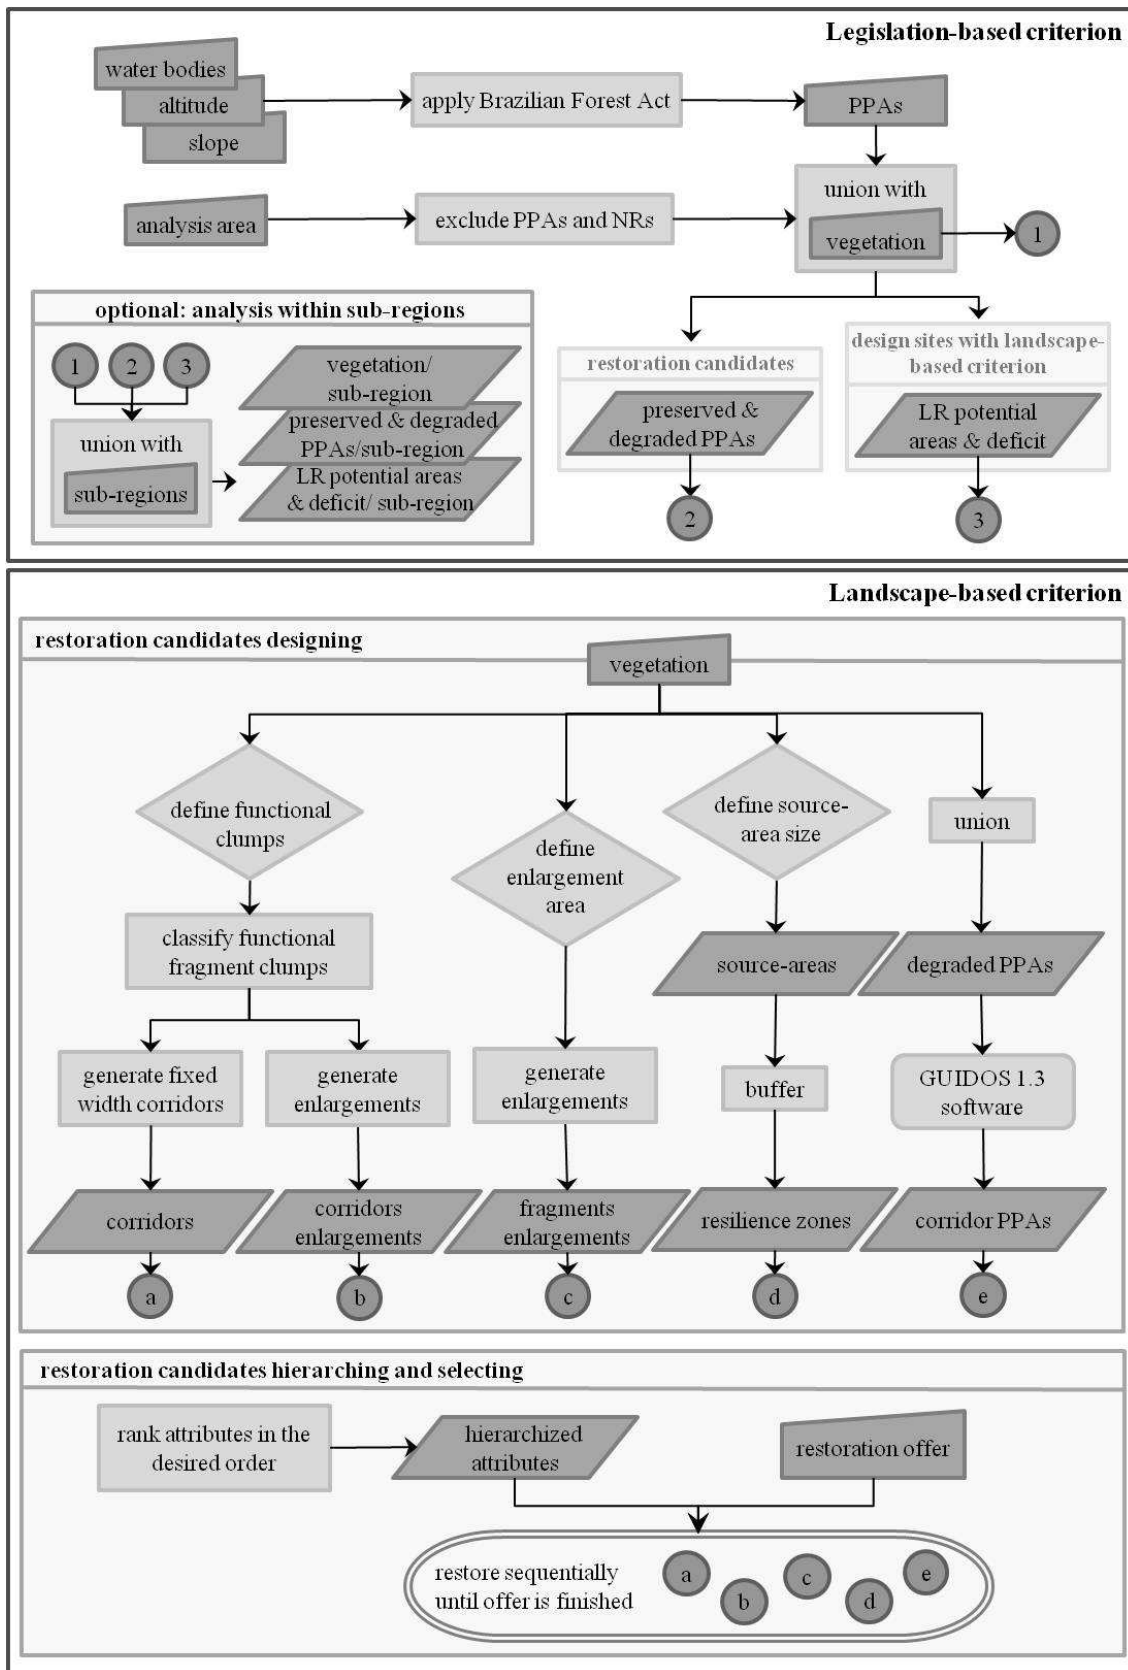 Legislation-based criterion
water bodies
altitude
slope
apply Brazilian Forest Act
PPAs
analysis area
exclude PPAs and NRs
union with
vegetation
1
optional: analysis within sub-regions
1
2
3
union with
sub-regions
vegetation/
sub-region
preserved & degraded
PPAs/sub-region
LR potential areas
& deficit/ sub-region
restoration candidates
preserved &
degraded PPAs
2
design sites with landscape-
based criterion
LR potential
areas & deficit
3
Landscape-based criterion
restoration candidates designing
vegetation
define functional
clumps
classify functional
fragment clumps
generate fixed
width corridors
corridors
a
generate
enlargements
corridors
enlargements
b
define
enlargement
area
generate
enlargements
fragments
enlargements
c
define source-
area size
source-areas
buffer
resilience zones
d
union
degraded PPAs
GUIDOS 1.3
software
corridor PPAs
e
restoration candidates hierarching and selecting
rank attributes in the
desired order
hierarchized
attributes
restoration offer
restore sequentially
until offer is finished
a
b
c
d
e